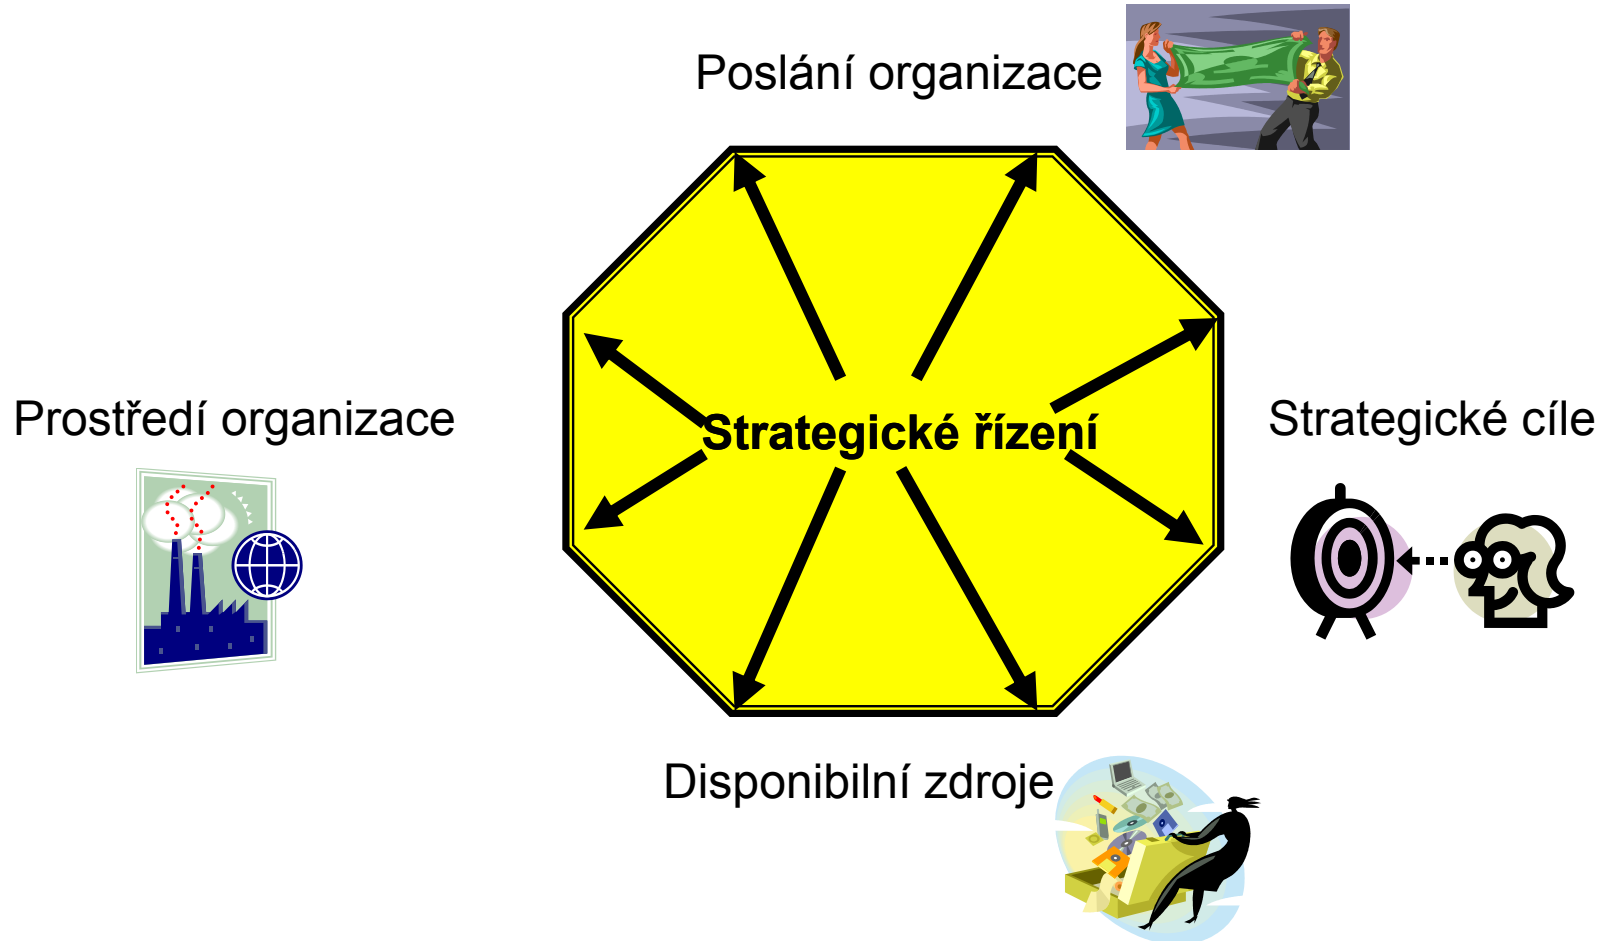 Poslání organizace
Prostředí organizace
Strategické řízení
Strategické cíle
Disponibilní zdroje